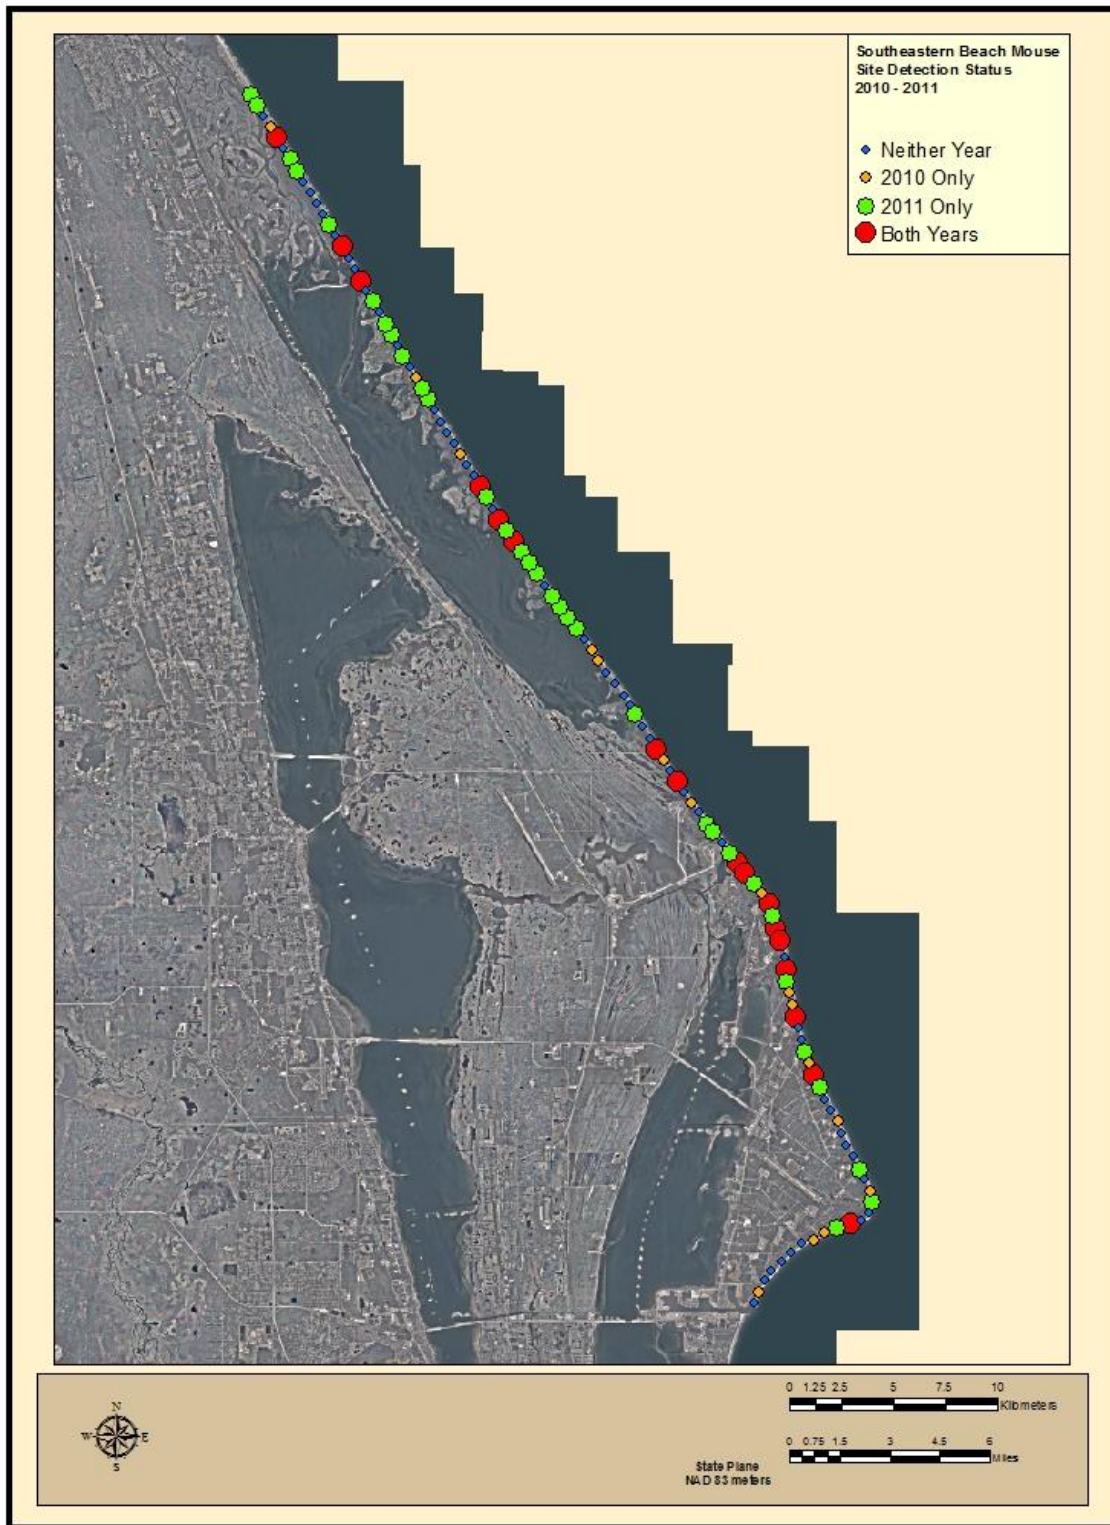 Southeastern Beach Mouse
Site Detection Status
2010 - 2011
Neither Year
2010 Only
2011 Only
Both Years
N
W E
S
0 1.25 2.5 5 7.5 10
Kilometers
0 0.75 1.5 3 4.5 6
Miles
State Plane
NAD 83 meters